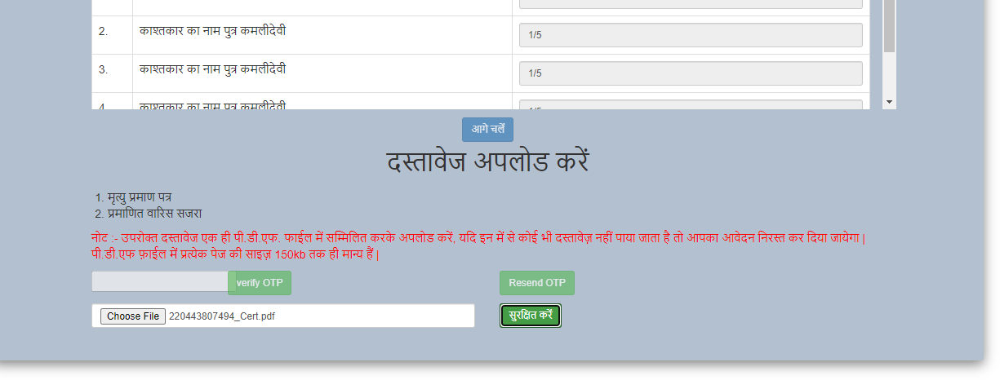 2. काश्तकार का नाम पुत्र कमलीदेवी 1/5
3. काश्तकार का नाम पुत्र कमलीदेवी 1/5
4. काश्तकार का नाम पुत्र कमलीदेवी 1/5
आगे चलें
दस्तावेज अपलोड करें
1. मृत्यु प्रमाण पत्र
2. प्रमाणित वारिस सजरा
नोट :- उपरोक्त दस्तावेज एक ही पी.डी.एफ. फाईल में सम्मिलित करके अपलोड करें, यदि इन में से कोई भी दस्तावेज़ नहीं पाया जाता है तो आपका आवेदन निरस्त कर दिया जायेगा |
पी.डी.एफ फ़ाईल में प्रत्येक पेज की साइज़ 150kb तक ही मान्य हैं |
verify OTP Resend OTP
Choose File 220443807494_Cert.pdf सुरक्षित करें